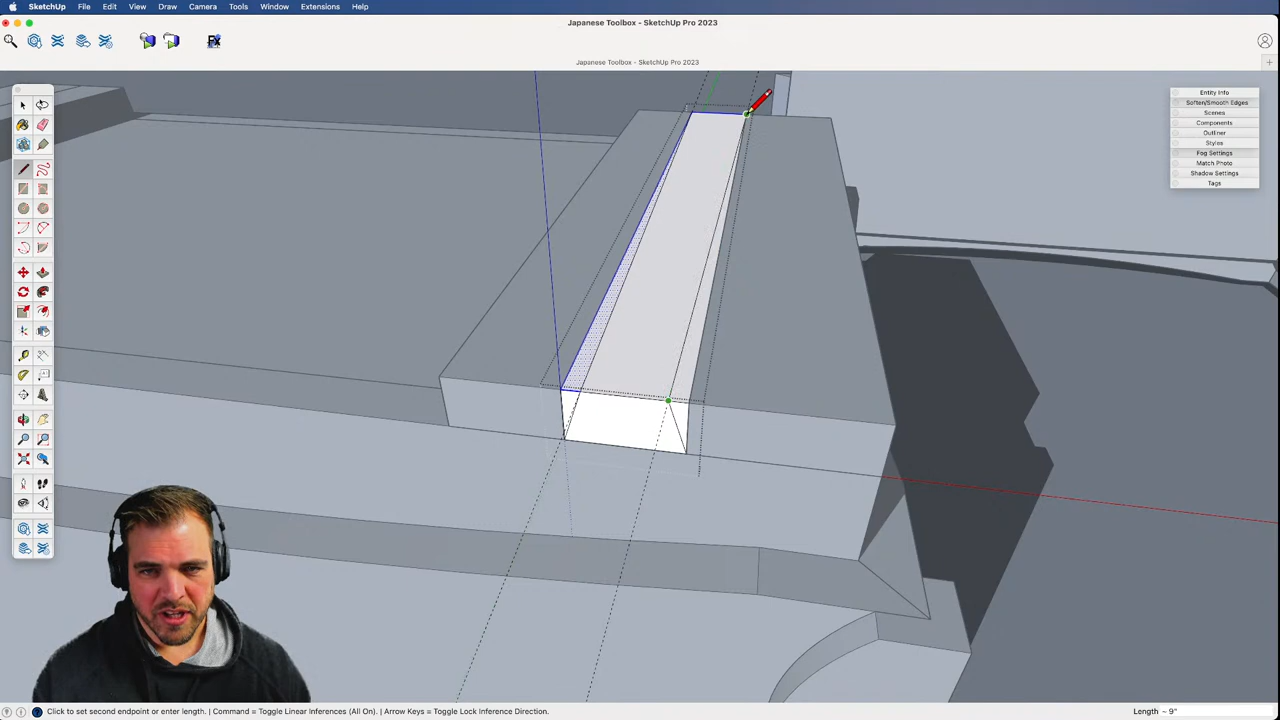 SketchUp File Edit View Draw Camera Tools Window Extensions Help
Japanese Toolbox - SketchUp Pro 2023
Japanese Toolbox - SketchUp Pro 2023
Entity Info
Soften/Smooth Edges
Scenes
Components
Outliner
Styles
Fog Settings
Match Photo
Shadow Settings
Tags
Click to set second endpoint or enter length. | Command = Toggle Linear Inferences (All On). | Arrow Keys = Toggle Lock Inference Direction.
Length ~ 9"